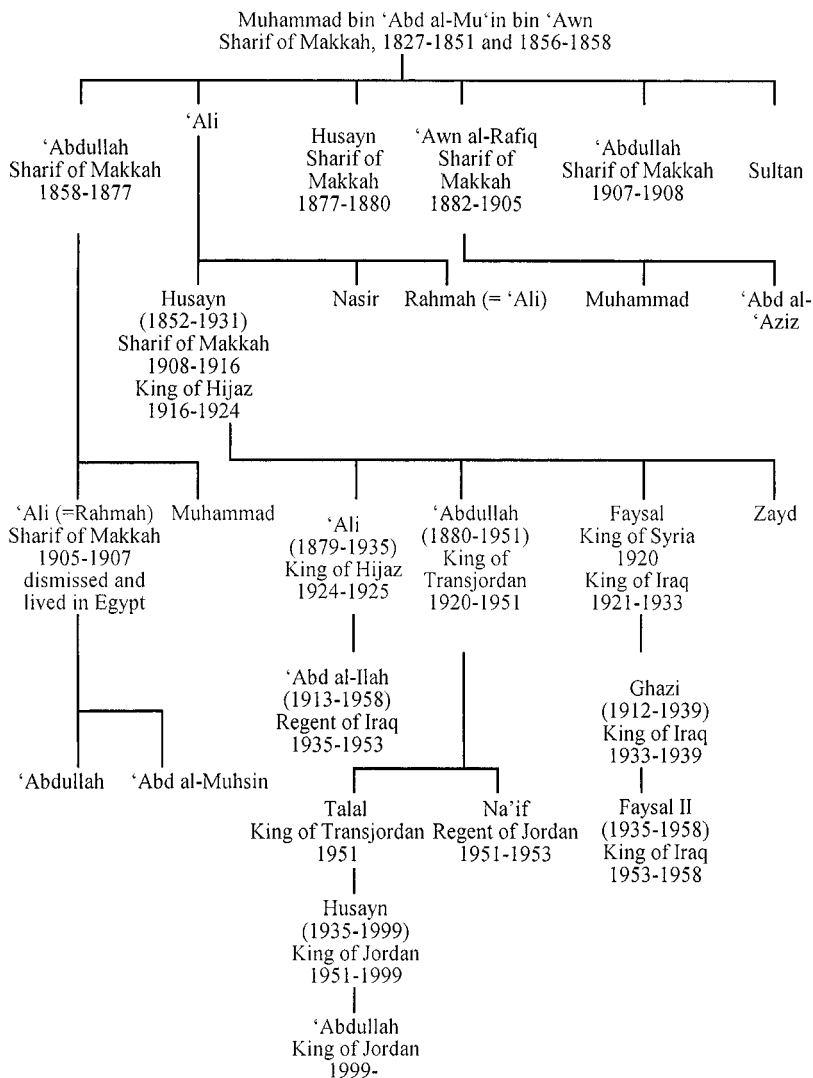 Muhammad bin ‘Abd al-Mu‘in bin ‘Awn
Sharif of Makkah, 1827-1851 and 1856-1858
‘Abdullah
Sharif of Makkah
1858-1877
‘Ali
Husayn
Sharif of
Makkah
1877-1880
‘Awn al-Rafiq
Sharif of
Makkah
1882-1905
‘Abdullah
Sharif of Makkah
1907-1908
Sultan
Husayn
(1852-1931)
Sharif of Makkah
1908-1916
King of Hijaz
1916-1924
Nasir
Rahmah (= ‘Ali)
Muhammad
‘Abd al-
‘Aziz
‘Ali (=Rahmah)
Sharif of Makkah
1905-1907
dismissed and
lived in Egypt
Muhammad
‘Ali
(1879-1935)
King of Hijaz
1924-1925
‘Abdullah
(1880-1951)
King of
Transjordan
1920-1951
Faysal
King of Syria
1920
King of Iraq
1921-1933
Zayd
‘Abd al-Ilah
(1913-1958)
Regent of Iraq
1935-1953
Ghazi
(1912-1939)
King of Iraq
1933-1939
‘Abdullah
‘Abd al-Muhsin
Talal
King of Transjordan
1951
Na’if
Regent of Jordan
1951-1953
Faysal II
(1935-1958)
King of Iraq
1953-1958
Husayn
(1935-1999)
King of Jordan
1951-1999
‘Abdullah
King of Jordan
1999-